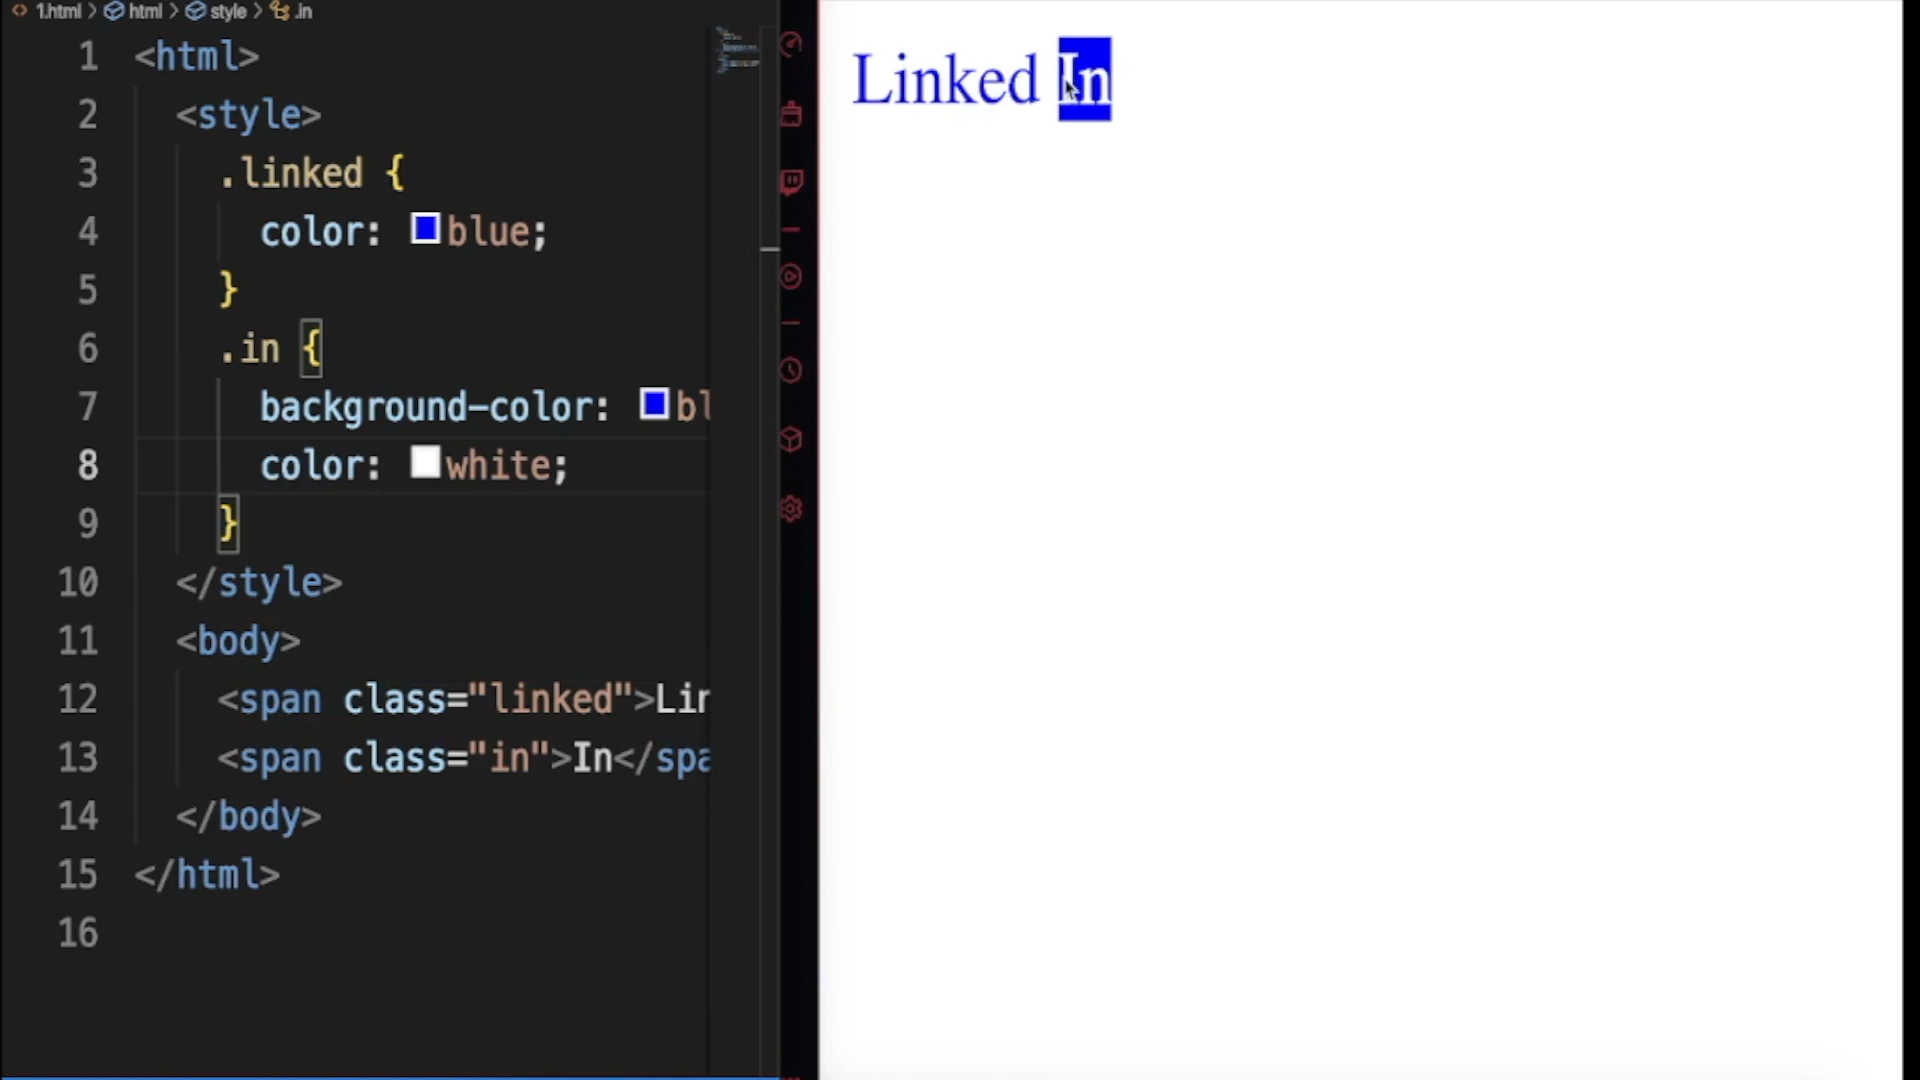 1.html > html > style > .in
1 <html>
2 <style>
3 .linked {
4 color: blue;
5 }
6 .in {
7 background-color: bl
8 color: white;
9 }
10 </style>
11 <body>
12 <span class="linked">Lin
13 <span class="in">In</spa
14 </body>
15 </html>
16
Linked In